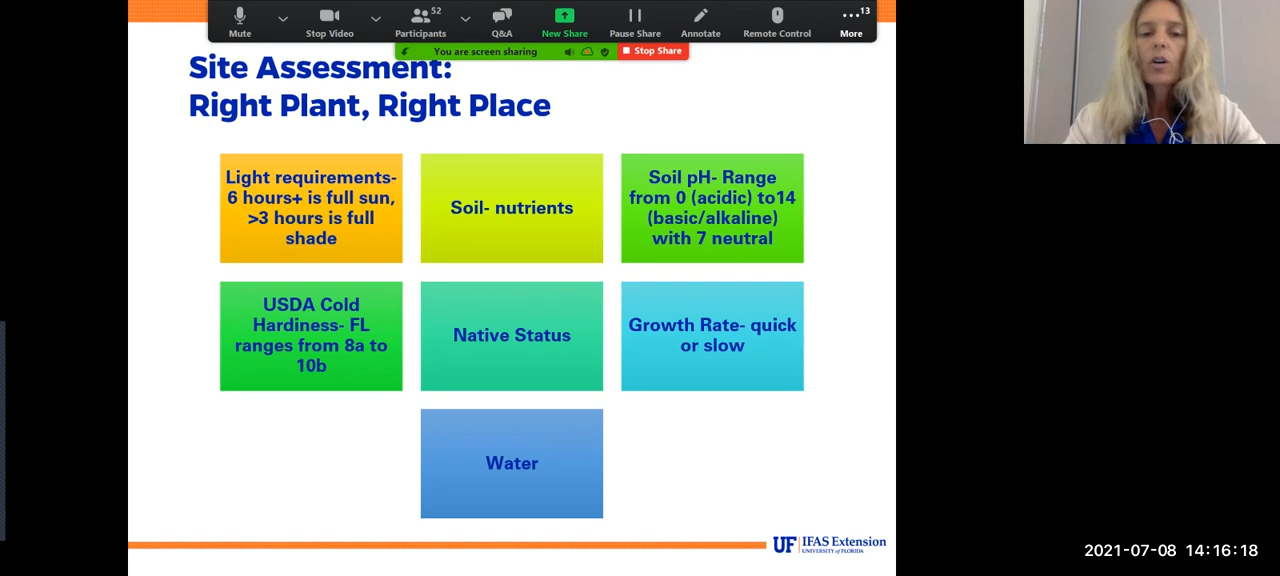 52
13
Mute
Stop Video
Participants
Q&A
New Share
Pause Share
Annotate
Remote Control
More
You are screen sharing
Stop Share
Site Assessment:
Right Plant, Right Place
Light requirements-
6 hours+ is full sun,
>3 hours is full
shade
Soil- nutrients
Soil pH- Range
from 0 (acidic) to14
(basic/alkaline)
with 7 neutral
USDA Cold
Hardiness- FL
ranges from 8a to
10b
Native Status
Growth Rate- quick
or slow
Water
UF IFAS Extension
UNIVERSITY of FLORIDA
2021-07-08 14:16:18